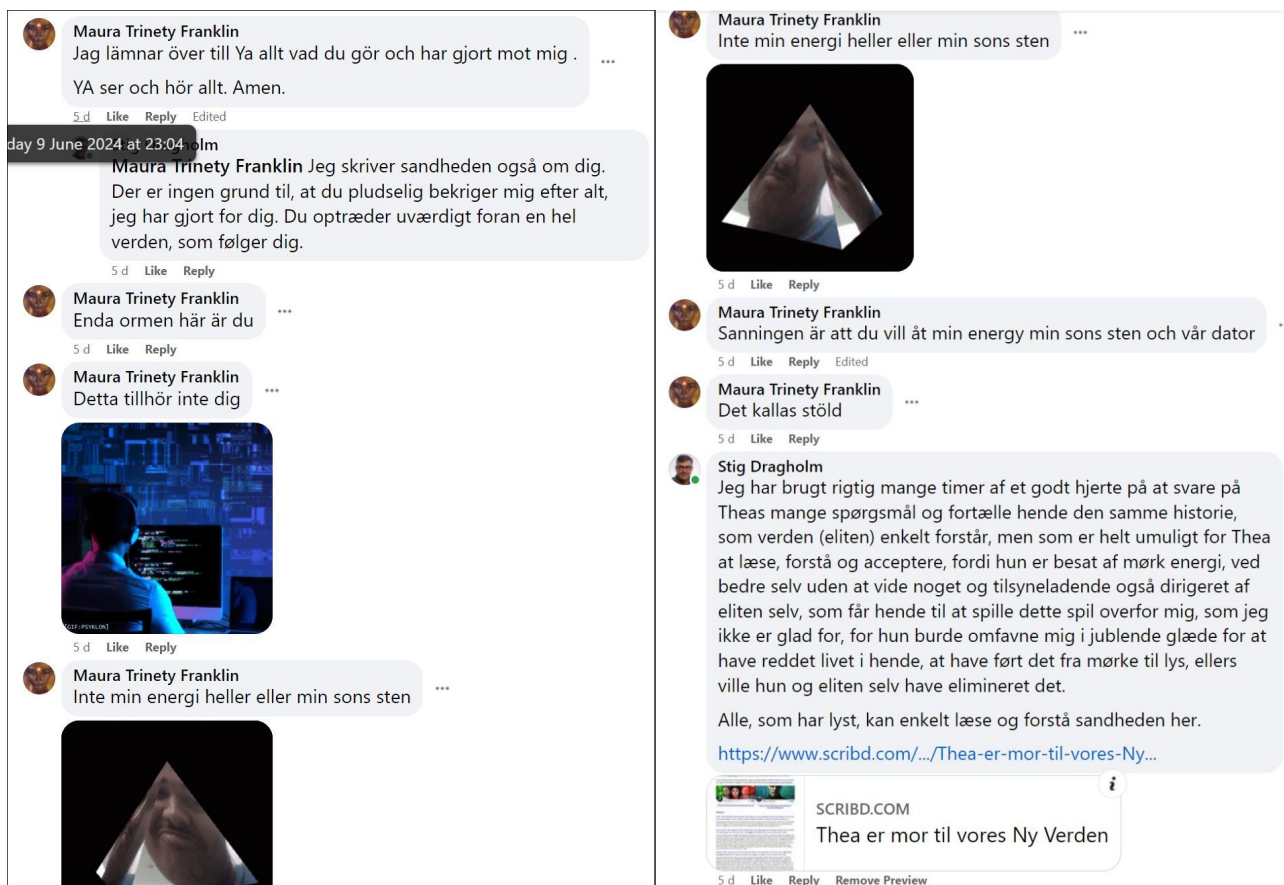 Maura Trinety Franklin
Jag lämnar över till Ya allt vad du gör och har gjort mot mig .
YA ser och hör allt. Amen.
5 d Like Reply Edited
day 9 June 2024 at 23:04
olm
Maura Trinety Franklin Jeg skriver sandheden også om dig.
Der er ingen grund til, at du pludselig bekriger mig efter alt,
jeg har gjort for dig. Du optræder uværdigt foran en hel
verden, som følger dig.
5 d Like Reply
Maura Trinety Franklin
Enda ormen här är du
5 d Like Reply
Maura Trinety Franklin
Detta tillhör inte dig
[GIF:PSYKLON]
5 d Like Reply
Maura Trinety Franklin
Inte min energi heller eller min sons sten
Maura Trinety Franklin
Inte min energi heller eller min sons sten
5 d Like Reply
Maura Trinety Franklin
Sanningen är att du vill åt min energy min sons sten och vår dator
5 d Like Reply Edited
Maura Trinety Franklin
Det kallas stöld
5 d Like Reply
Stig Dragholm
Jeg har brugt rigtig mange timer af et godt hjerte på at svare på
Theas mange spørgsmål og fortælle hende den samme historie,
som verden (eliten) enkelt forstår, men som er helt umuligt for Thea
at læse, forstå og acceptere, fordi hun er besat af mørk energi, ved
bedre selv uden at vide noget og tilsyneladende også dirigeret af
eliten selv, som får hende til at spille dette spil overfor mig, som jeg
ikke er glad for, for hun burde omfavne mig i jublende glæde for at
have reddet livet i hende, at have ført det fra mørke til lys, ellers
ville hun og eliten selv have elimineret det.
Alle, som har lyst, kan enkelt læse og forstå sandheden her.
https://www.scribd.com/.../Thea-er-mor-til-vores-Ny...
SCRIBD.COM
Thea er mor til vores Ny Verden
5 d Like Reply Remove Preview